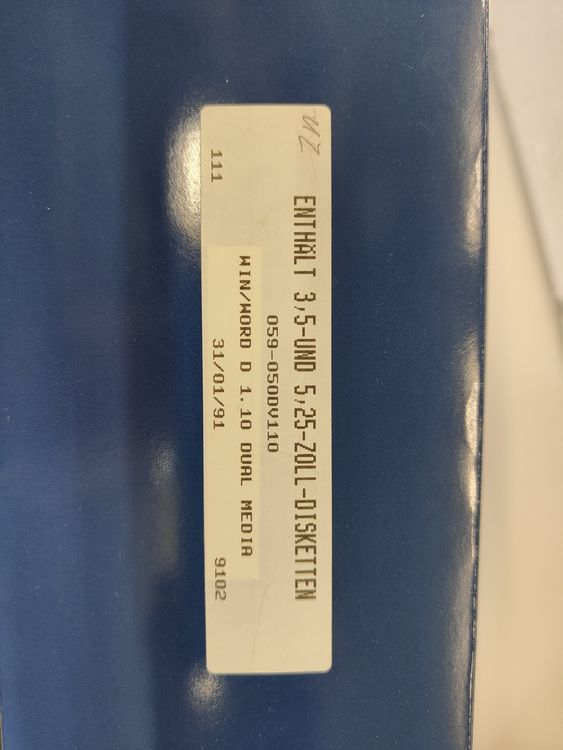 ENTHÄLT 3,5-UND 5,25-ZOLL-DISKETTEN
059-050DV110
WIN/WORD D 1.10 DUAL MEDIA
111 31/01/91 9102